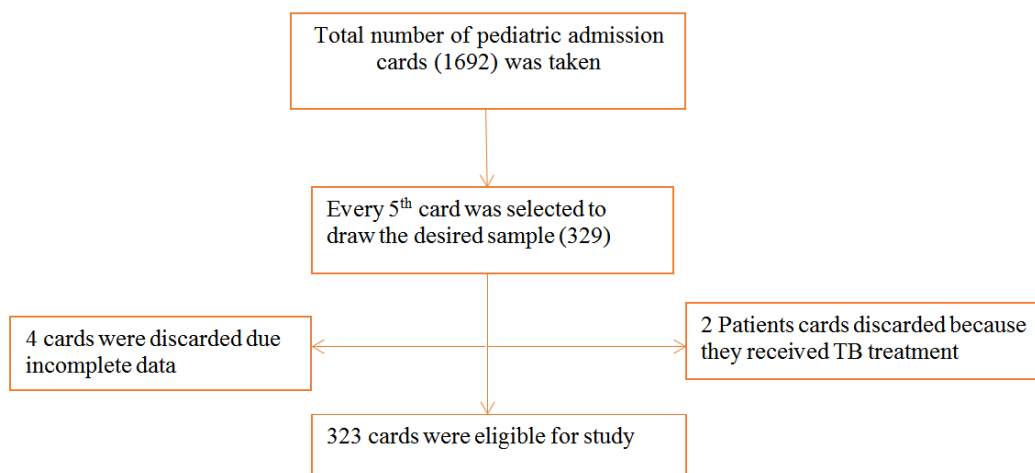 Total number of pediatric admission
cards (1692) was taken
Every 5th card was selected to
draw the desired sample (329)
4 cards were discarded due
incomplete data
2 Patients cards discarded because
they received TB treatment
323 cards were eligible for study